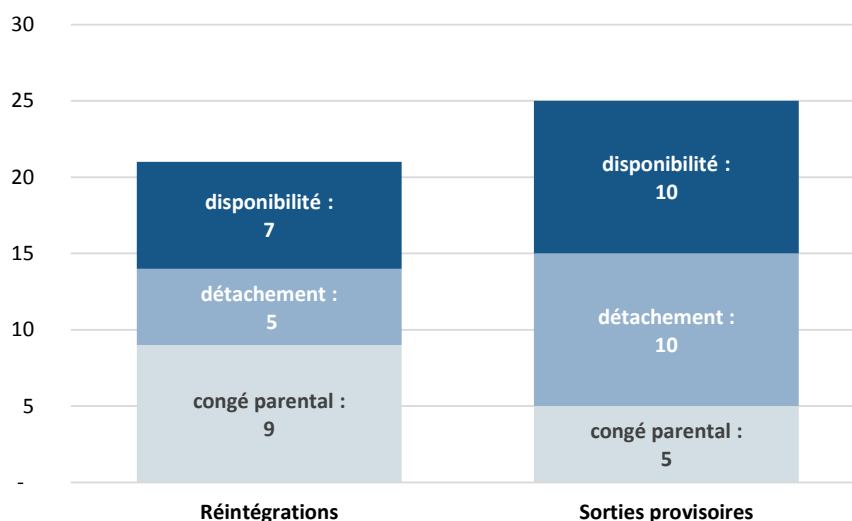 30
25
20
15
10
5
-
disponibilité :
7
détachement :
5
congé parental :
9
disponibilité :
10
détachement :
10
congé parental :
5
Réintégrations
Sorties provisoires